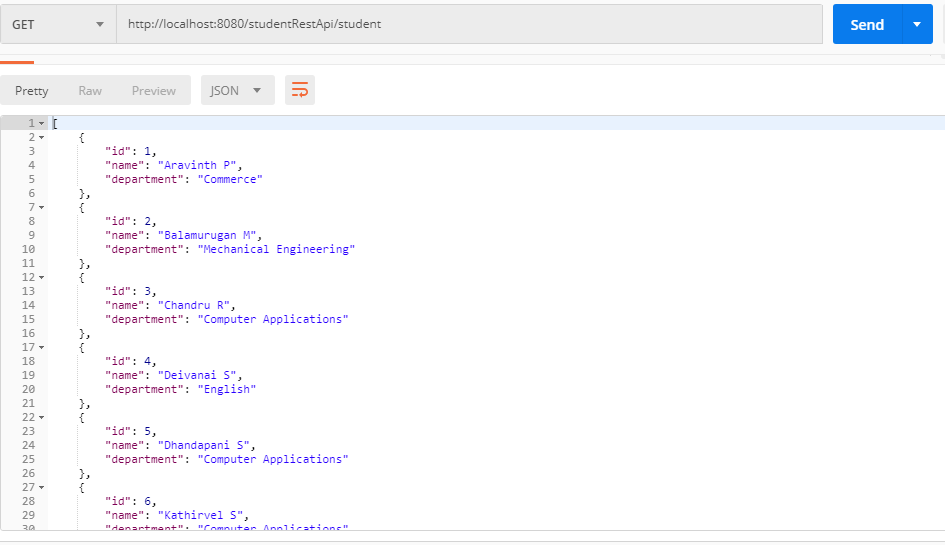 GET http://localhost:8080/studentRestApi/student Send
Pretty Raw Preview JSON
1 [
2 {
3 "id": 1,
4 "name": "Aravinth P",
5 "department": "Commerce"
6 },
7 {
8 "id": 2,
9 "name": "Balamurugan M",
10 "department": "Mechanical Engineering"
11 },
12 {
13 "id": 3,
14 "name": "Chandru R",
15 "department": "Computer Applications"
16 },
17 {
18 "id": 4,
19 "name": "Deivanai S",
20 "department": "English"
21 },
22 {
23 "id": 5,
24 "name": "Dhandapani S",
25 "department": "Computer Applications"
26 },
27 {
28 "id": 6,
29 "name": "Kathirvel S",
30 "department": "Computer Applications"